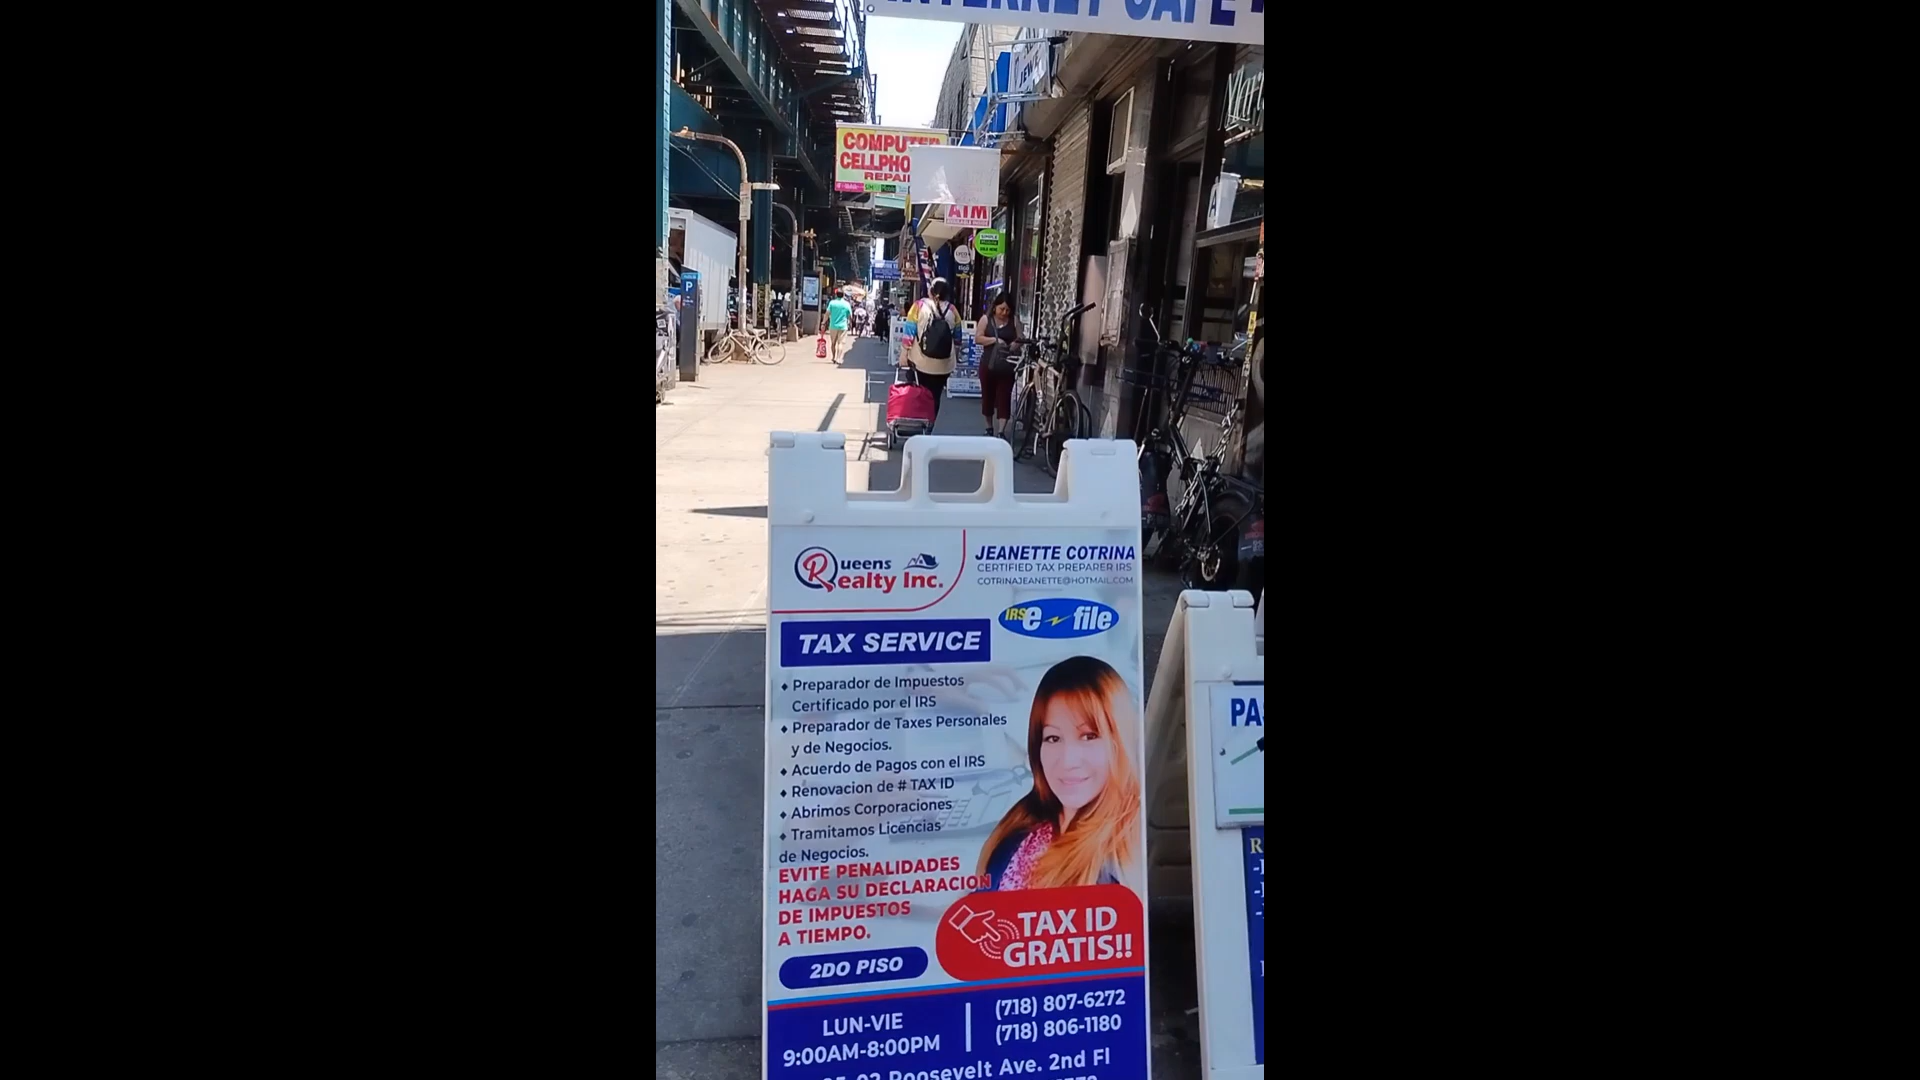 INTERNET CAFE
COMPUTER
CELLPHO
REPAI
ATM
P
Queens
Realty Inc.
JEANETTE COTRINA
CERTIFIED TAX PREPARER IRS
COTRINAJEANETTE@HOTMAIL.COM
IRS e file
TAX SERVICE
♦ Preparador de Impuestos
Certificado por el IRS
♦ Preparador de Taxes Personales
y de Negocios.
♦ Acuerdo de Pagos con el IRS
♦ Renovacion de # TAX ID
♦ Abrimos Corporaciones
♦ Tramitamos Licencias
de Negocios.
EVITE PENALIDADES
HAGA SU DECLARACION
DE IMPUESTOS
A TIEMPO.
TAX ID
GRATIS!!
2DO PISO
LUN-VIE
9:00AM-8:00PM
(718) 807-6272
(718) 806-1180
Roosevelt Ave. 2nd Fl
PA